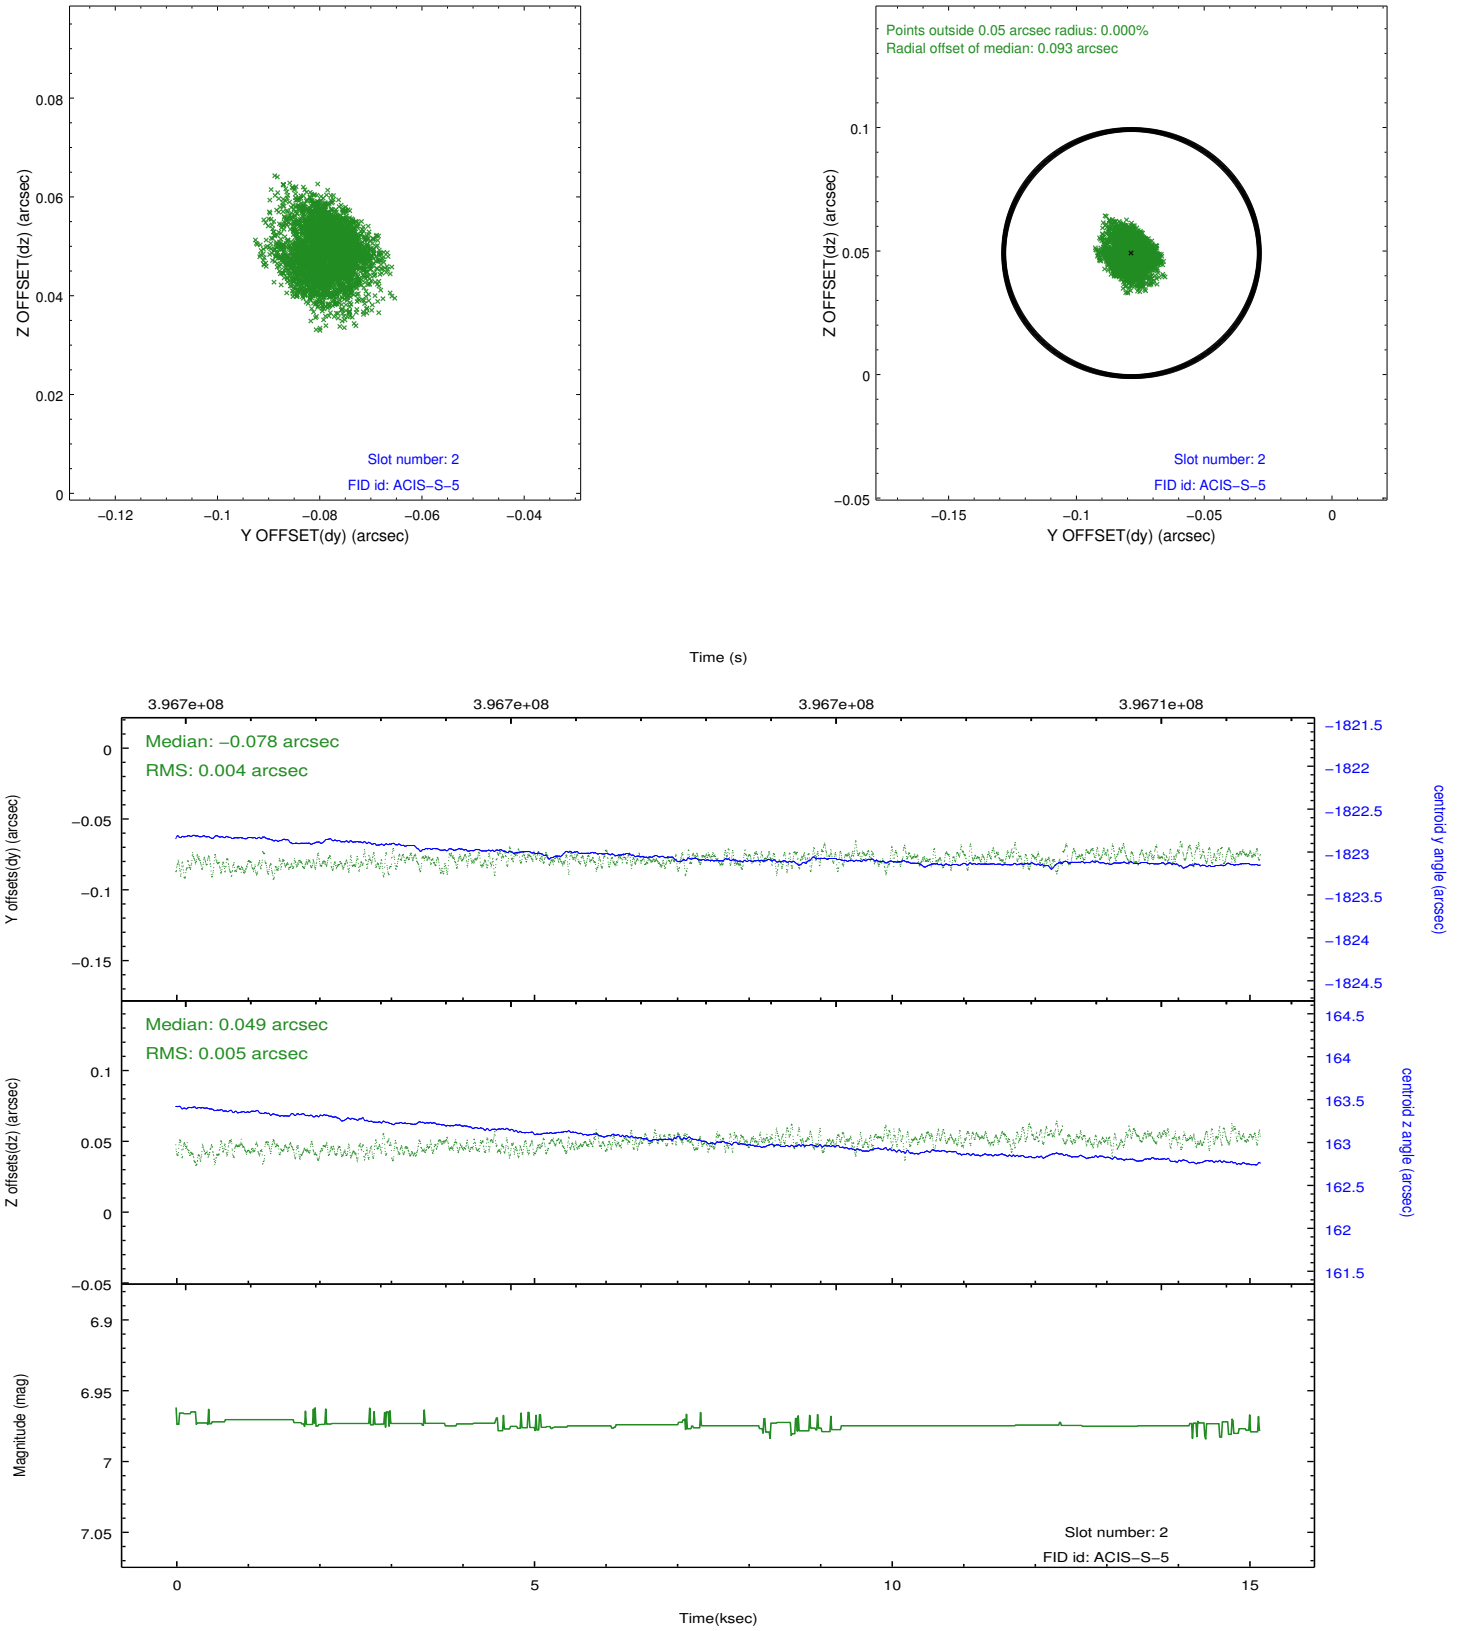 0.08
0.06
0.04
0.02
0
Z OFFSET(dz) (arcsec)
Slot number: 2
FID id: ACIS−S−5
−0.12 −0.1 −0.08 −0.06 −0.04
Y OFFSET(dy) (arcsec)
Points outside 0.05 arcsec radius: 0.000%
Radial offset of median: 0.093 arcsec
0.1
0.05
0
−0.05
Z OFFSET(dz) (arcsec)
Slot number: 2
FID id: ACIS−S−5
−0.15 −0.1 −0.05 0
Y OFFSET(dy) (arcsec)
Time (s)
3.967e+08 3.967e+08 3.967e+08 3.9671e+08
Median: −0.078 arcsec
RMS: 0.004 arcsec
0
−0.05
−0.1
−0.15
Y offsets(dy) (arcsec)
−1821.5
−1822
−1822.5
−1823
−1823.5
−1824
−1824.5
centroid y angle (arcsec)
Median: 0.049 arcsec
RMS: 0.005 arcsec
0.1
0.05
0
−0.05
Z offsets(dz) (arcsec)
164.5
164
163.5
163
162.5
162
161.5
centroid z angle (arcsec)
6.9
6.95
7
7.05
Magnitude (mag)
Slot number: 2
FID id: ACIS−S−5
0 5 10 15
Time(ksec)